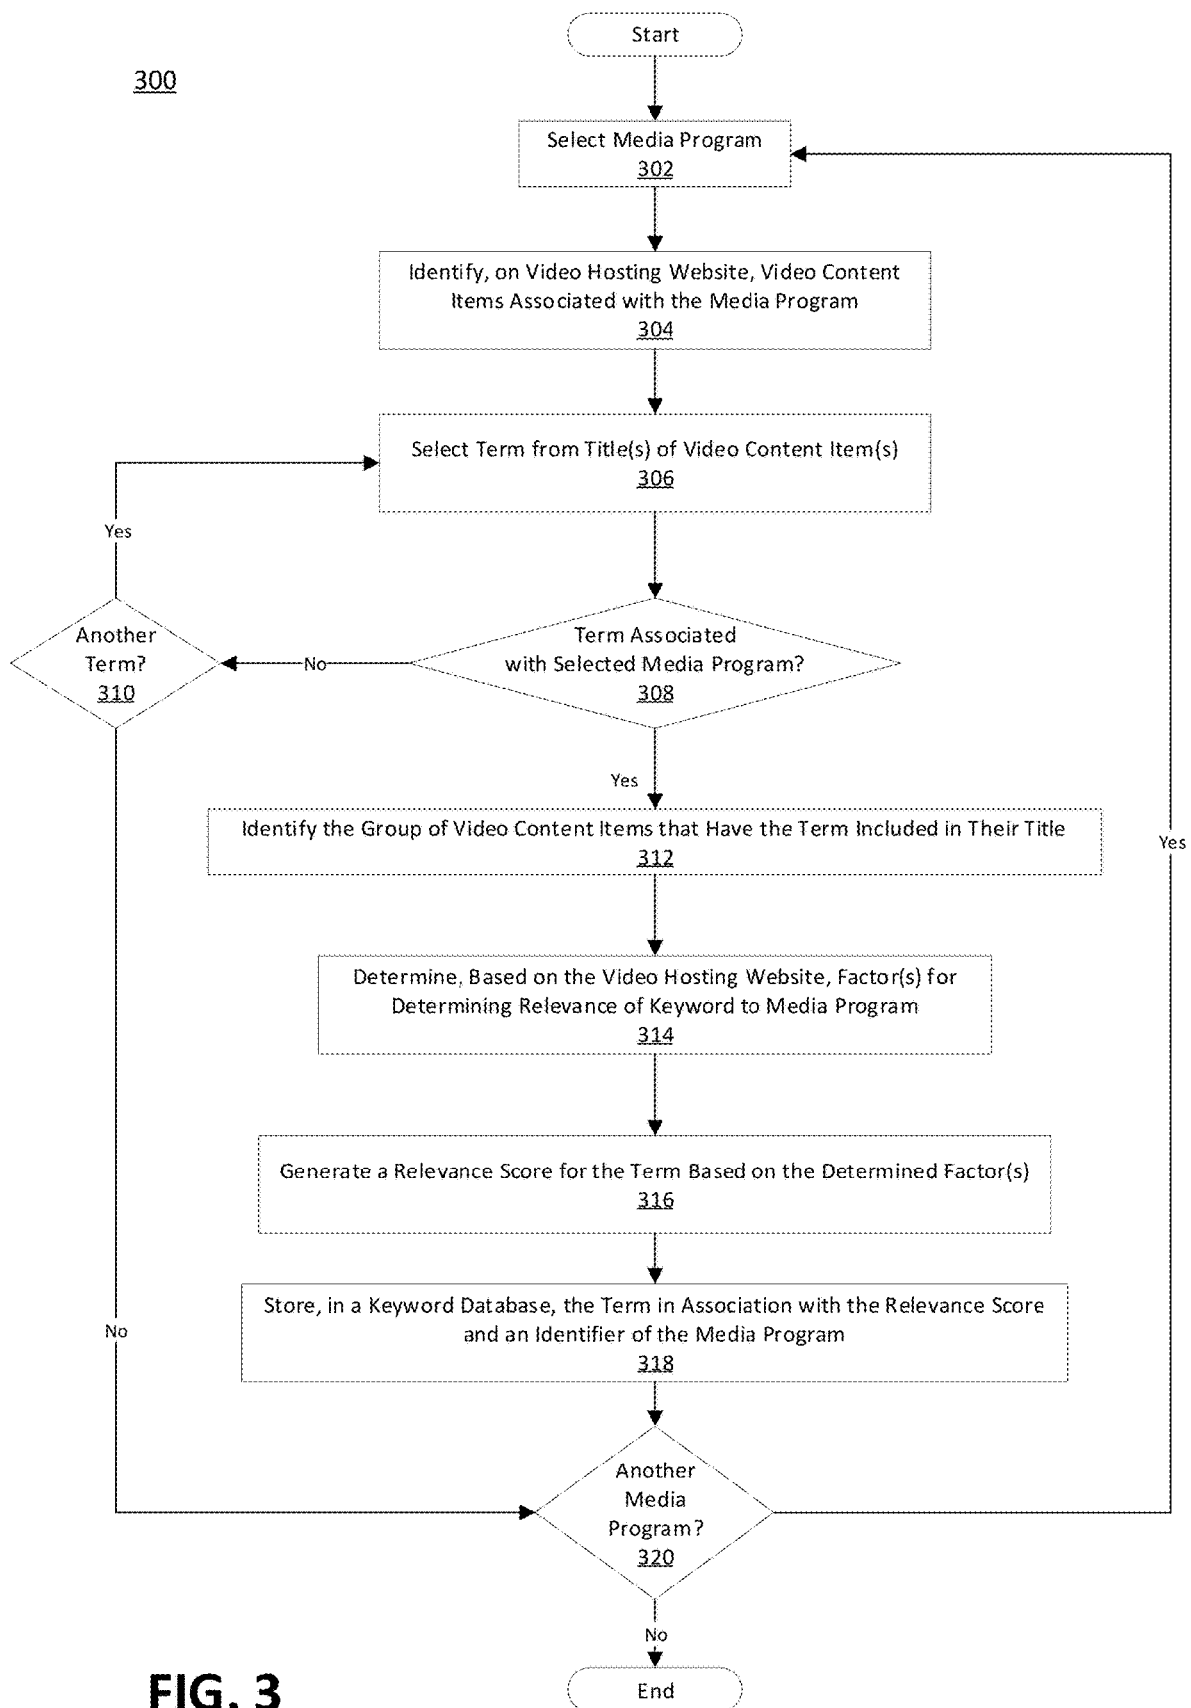 Start
300
Select Media Program
302
Identify, on Video Hosting Website, Video Content
Items Associated with the Media Program
304
Select Term from Title(s) of Video Content Item(s)
306
Yes
Another
Term?
310
No
Term Associated
with Selected Media Program?
308
Yes
Identify the Group of Video Content Items that Have the Term Included in Their Title
312
Yes
Determine, Based on the Video Hosting Website, Factor(s) for
Determining Relevance of Keyword to Media Program
314
Generate a Relevance Score for the Term Based on the Determined Factor(s)
316
Store, in a Keyword Database, the Term in Association with the Relevance Score
and an Identifier of the Media Program
318
No
Another
Media
Program?
320
No
End
FIG. 3